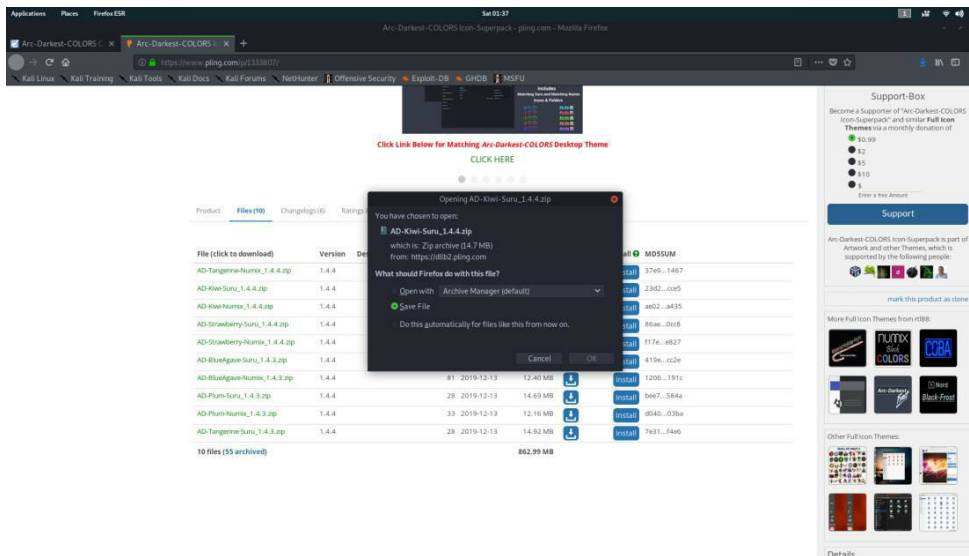 Applications Places Firefox ESR Sat 01:37 1
Arc-Darkest-COLORS Icon-Superpack - pling.com - Mozilla Firefox
Arc-Darkest-COLORS × Arc-Darkest-COLORS × +
https://www.pling.com/p/1333807/
Kali Linux Kali Training Kali Tools Kali Docs Kali Forums NetHunter Offensive Security Exploit-DB GHDB MSFU
Includes
Click Link Below for Matching Arc-Darkest-COLORS Desktop Theme
CLICK HERE
Product Files (10) Changelogs (6) Ratings
File (click to download) Version MD5SUM
AD-Tangerine-Numix_1.4.4.zip 1.4.4 37e9...1467
AD-Kiwi-Suru_1.4.4.zip 1.4.4 23d2...cce5
AD-Kiwi-Numix_1.4.4.zip 1.4.4 ae02...a435
AD-Strawberry-Suru_1.4.4.zip 1.4.4 86ae...0cc8
AD-Strawberry-Numix_1.4.4.zip 1.4.4 f17e...e827
AD-BlueAgave-Suru_1.4.3.zip 1.4.4 419e...cc2e
AD-BlueAgave-Numix_1.4.3.zip 1.4.4 81 2019-12-13 12.40 MB Install 1206...191c
AD-Plum-Suru_1.4.3.zip 1.4.4 28 2019-12-13 14.69 MB Install bee7...584a
AD-Plum-Numix_1.4.3.zip 1.4.4 33 2019-12-13 12.16 MB Install d040...03ba
AD-Tangerine-Suru_1.4.3.zip 1.4.4 28 2019-12-13 14.92 MB Install 7e31...f4e6
10 files (55 archived) 862.99 MB
Opening AD-Kiwi-Suru_1.4.4.zip
You have chosen to open:
AD-Kiwi-Suru_1.4.4.zip
which is: Zip archive (14.7 MB)
from: https://dllb2.pling.com
What should Firefox do with this file?
Open with Archive Manager (default)
Save File
Do this automatically for files like this from now on.
Cancel OK
Support-Box
Become a Supporter of "Arc-Darkest-COLORS
Icon-Superpack" and similar Full Icon
Themes via a monthly donation of
$0.99
$2
$5
$10
$
Enter a free Amount
Support
Arc-Darkest-COLORS Icon-Superpack is part of
Artwork and other Themes, which is
supported by the following people:
mark this product as clone
More Full Icon Themes from rtl88:
numix
Black
COLORS
COBA
Arc-Darkest
Nord
Black-Frost
Other Full Icon Themes:
Details